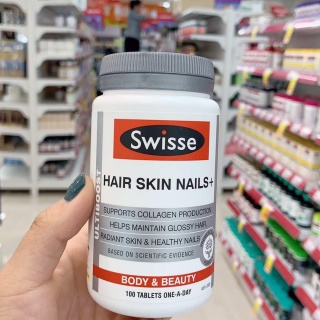 Swisse
ULTIBOOST
HAIR SKIN NAILS+
SUPPORTS COLLAGEN PRODUCTION
HELPS MAINTAIN GLOSSY HAIR,
RADIANT SKIN & HEALTHY NAILS
BASED ON SCIENTIFIC EVIDENCE
BODY & BEAUTY
100 TABLETS ONE-A-DAY